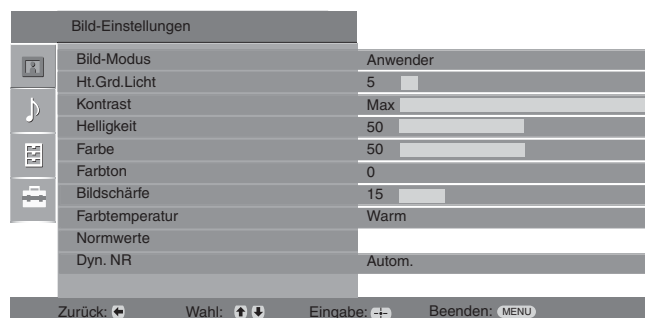 Bild-Einstellungen
Bild-Modus Anwender
Ht.Grd.Licht 5
Kontrast Max
Helligkeit 50
Farbe 50
Farbton 0
Bildschärfe 15
Farbtemperatur Warm
Normwerte
Dyn. NR Autom.
Zurück: Wahl: Eingabe: Beenden: MENU